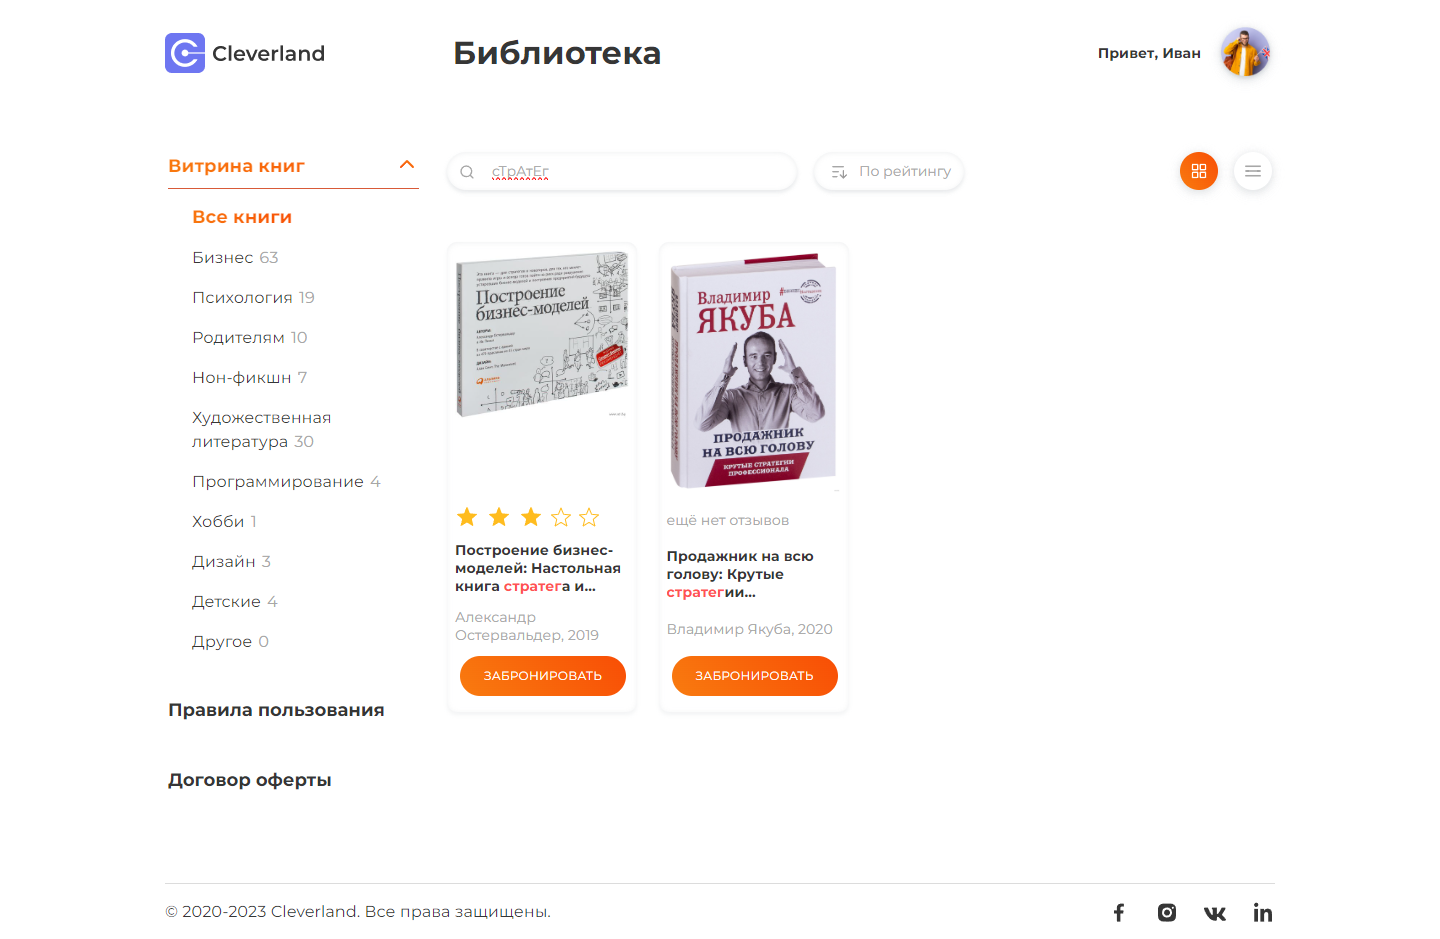 Cleverland
Библиотека
Привет, Иван
Витрина книг
сТрАтЕг
По рейтингу
Все книги
Бизнес 63
Психология 19
Родителям 10
Нон-фикшн 7
Художественная
литература 30
Программирование 4
Хобби 1
Дизайн 3
Детские 4
Другое 0
Правила пользования
Договор оферты
Построение
бизнес-моделей
Построение бизнес-
моделей: Настольная
книга стратега и...
Александр
Остервальдер, 2019
ЗАБРОНИРОВАТЬ
Владимир
ЯКУБА
ПРОДАЖНИК
НА ВСЮ ГОЛОВУ
КРУТЫЕ СТРАТЕГИИ
ПРОФЕССИОНАЛА
ещё нет отзывов
Продажник на всю
голову: Крутые
стратегии...
Владимир Якуба, 2020
ЗАБРОНИРОВАТЬ
© 2020-2023 Cleverland. Все права защищены.